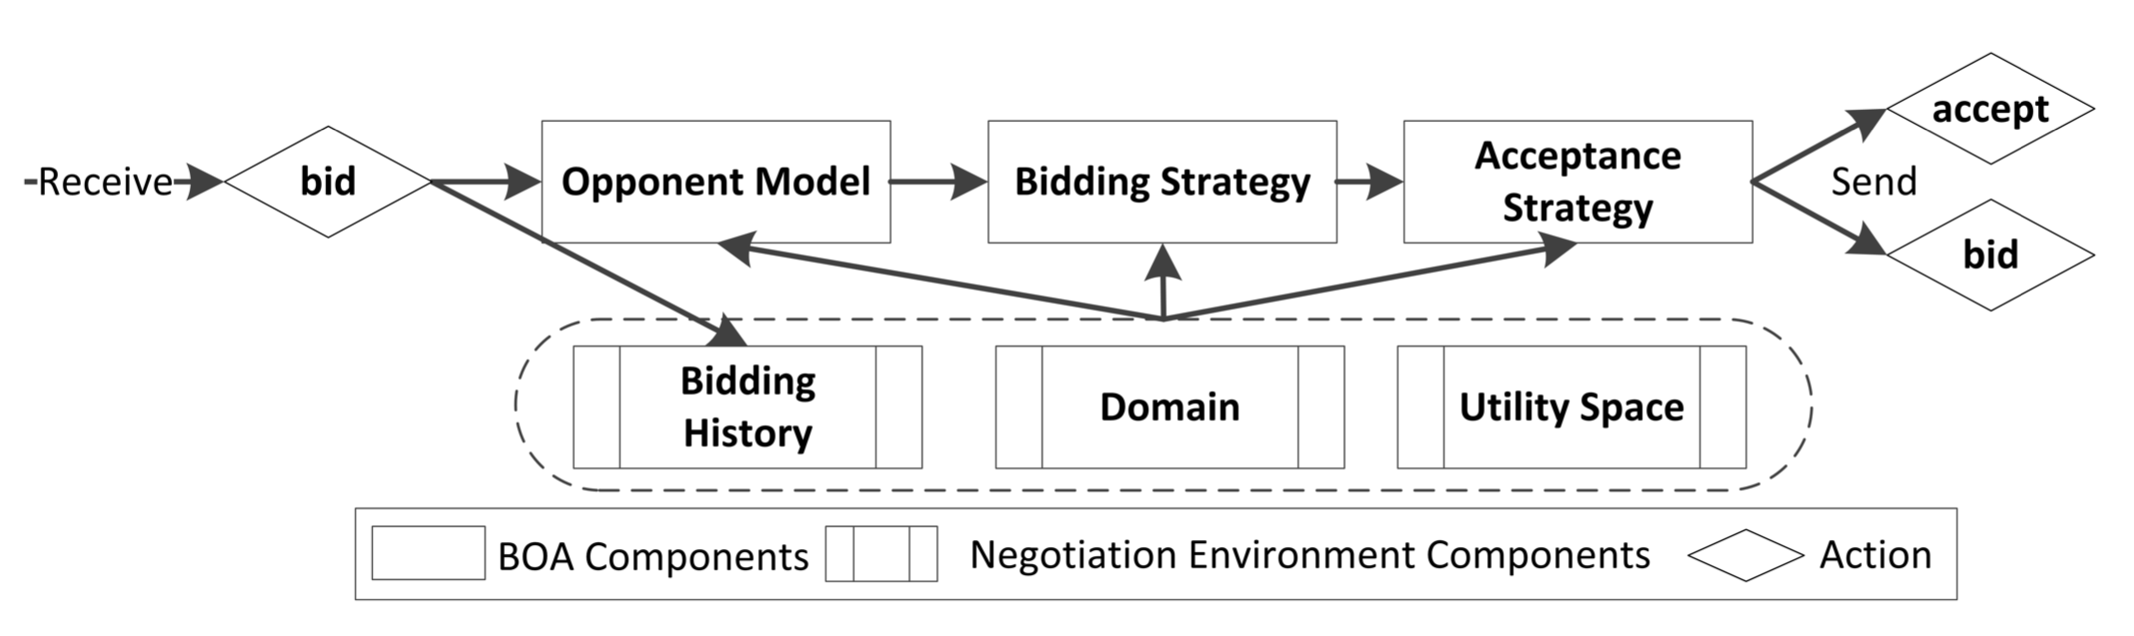 Receive
bid
Opponent Model
Bidding Strategy
Acceptance
Strategy
accept
Send
bid
Bidding
History
Domain
Utility Space
BOA Components
Negotiation Environment Components
Action